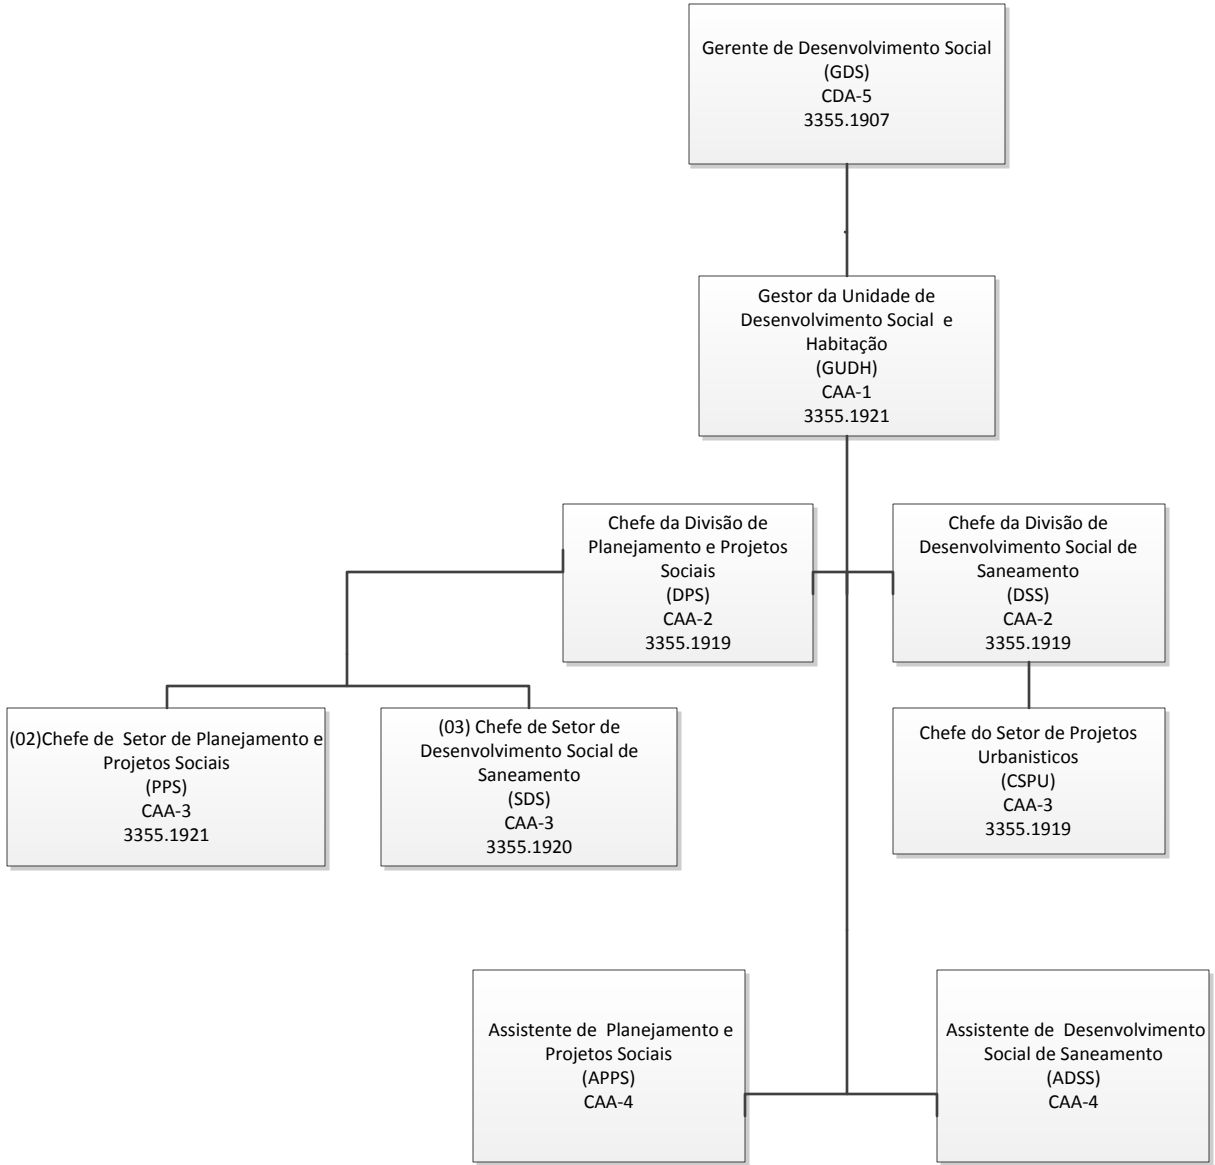 Gerente de Desenvolvimento Social
(GDS)
CDA-5
3355.1907
Gestor da Unidade de
Desenvolvimento Social e
Habitação
(GUDH)
CAA-1
3355.1921
Chefe da Divisão de
Planejamento e Projetos
Sociais
(DPS)
CAA-2
3355.1919
Chefe da Divisão de
Desenvolvimento Social de
Saneamento
(DSS)
CAA-2
3355.1919
(02)Chefe de Setor de Planejamento e
Projetos Sociais
(PPS)
CAA-3
3355.1921
(03) Chefe de Setor de
Desenvolvimento Social de
Saneamento
(SDS)
CAA-3
3355.1920
Chefe do Setor de Projetos
Urbanisticos
(CSPU)
CAA-3
3355.1919
Assistente de Planejamento e
Projetos Sociais
(APPS)
CAA-4
Assistente de Desenvolvimento
Social de Saneamento
(ADSS)
CAA-4